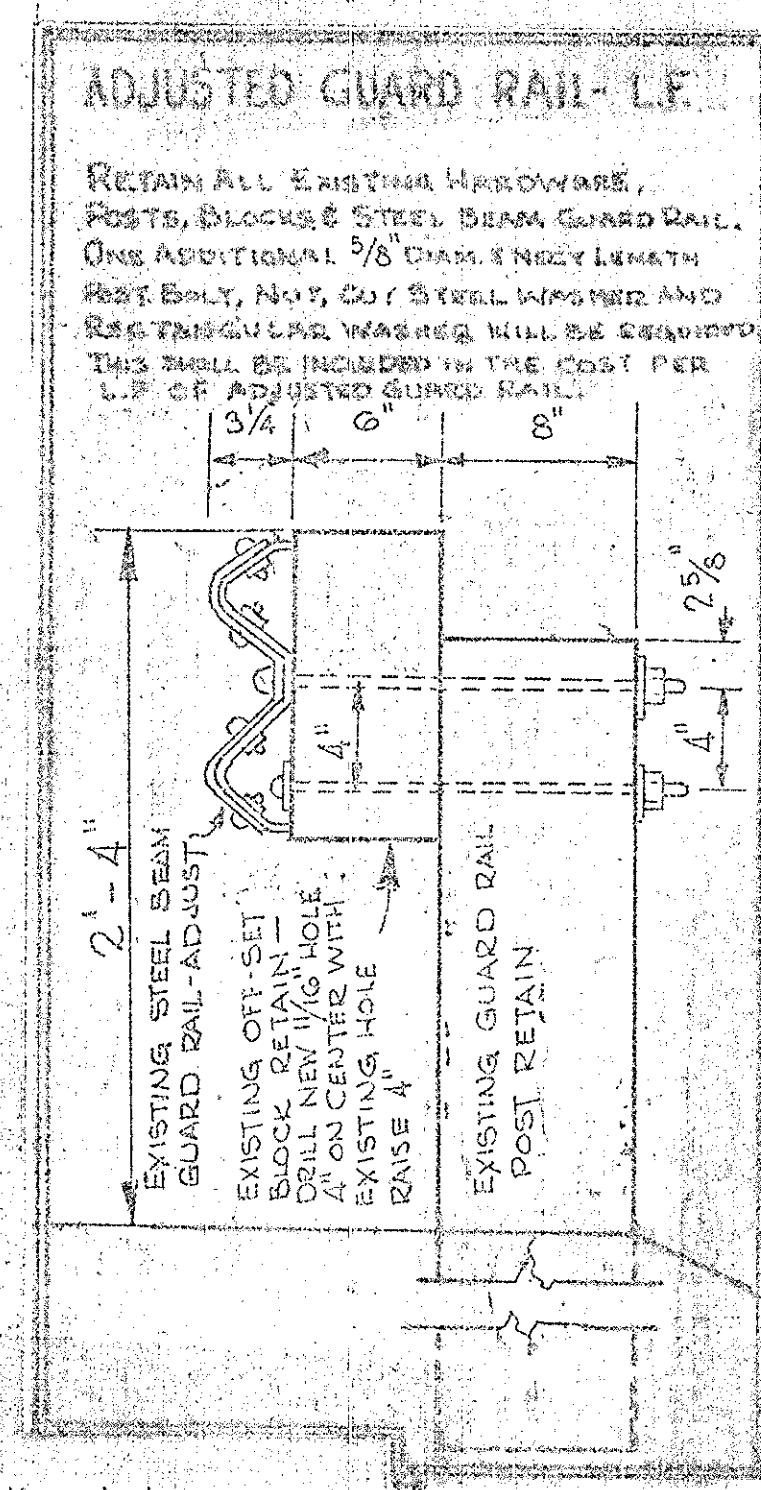 ADJUSTED GUARD RAIL - L.F.
RETAIN ALL EXISTING HARDWARE,
POSTS, BLOCKS & STEEL BEAM GUARD RAIL.
ONE ADDITIONAL 5/8" DIAM. & NECY LENGTH
POST BOLT, NUT, CUT STEEL WASHER AND
RECTANGULAR WASHER WILL BE REQUIRED
THIS SHALL BE INCLUDED IN THE COST PER
L.F. OF ADJUSTED GUARD RAIL.
3 1/4
6"
8"
2 5/8"
4"
4"
2'-4"
EXISTING STEEL BEAM
GUARD RAIL-ADJUST
EXISTING OFF-SET
BLOCK RETAIN -
DRILL NEW 11/16" HOLE
4" ON CENTER WITH
EXISTING HOLE
RAISE 4"
EXISTING GUARD RAIL
POST RETAIN